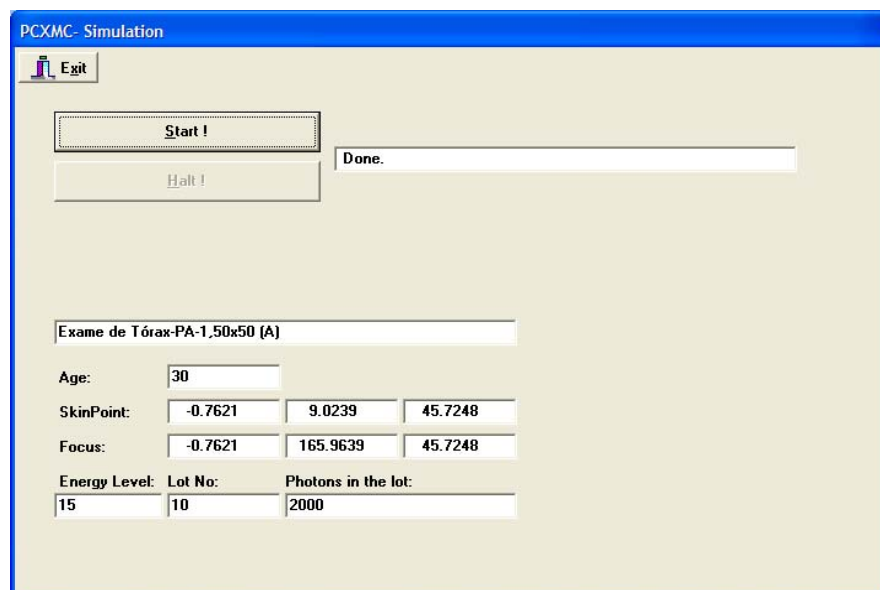 PCXMC- Simulation
Exit
Start !
Done.
Halt !
Exame de Tórax-PA-1,50x50 (A)
Age: 30
SkinPoint: -0.7621 9.0239 45.7248
Focus: -0.7621 165.9639 45.7248
Energy Level: Lot No: Photons in the lot:
15 10 2000